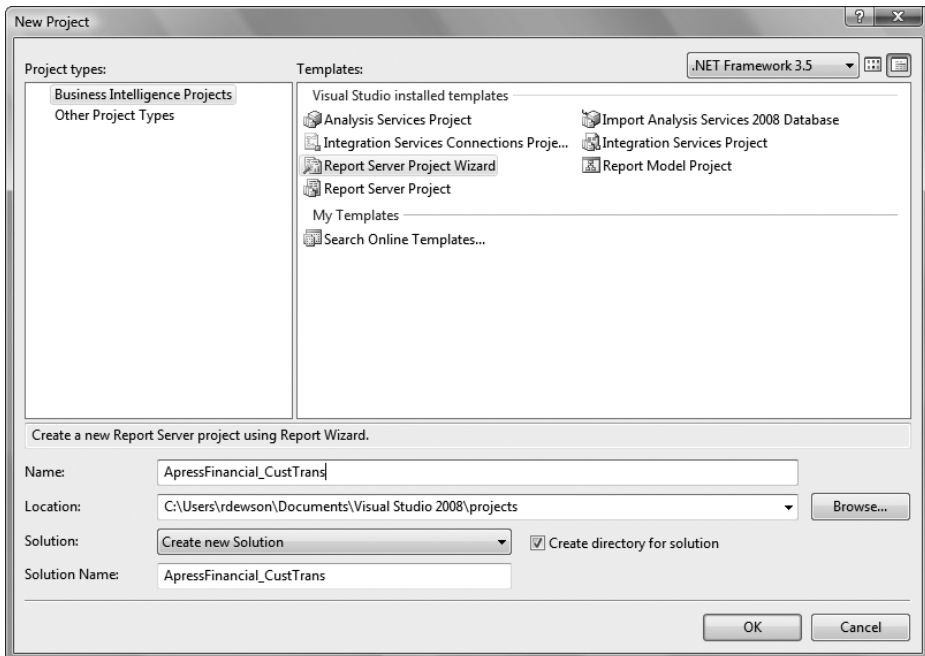 New Project
Project types:
Templates:
.NET Framework 3.5
Business Intelligence Projects
Other Project Types
Visual Studio installed templates
Analysis Services Project
Import Analysis Services 2008 Database
Integration Services Connections Proje...
Integration Services Project
Report Server Project Wizard
Report Model Project
Report Server Project
My Templates
Search Online Templates...
Create a new Report Server project using Report Wizard.
Name:
ApressFinancial_CustTrans
Location:
C:\Users\rdewson\Documents\Visual Studio 2008\projects
Browse...
Solution:
Create new Solution
Create directory for solution
Solution Name:
ApressFinancial_CustTrans
OK
Cancel